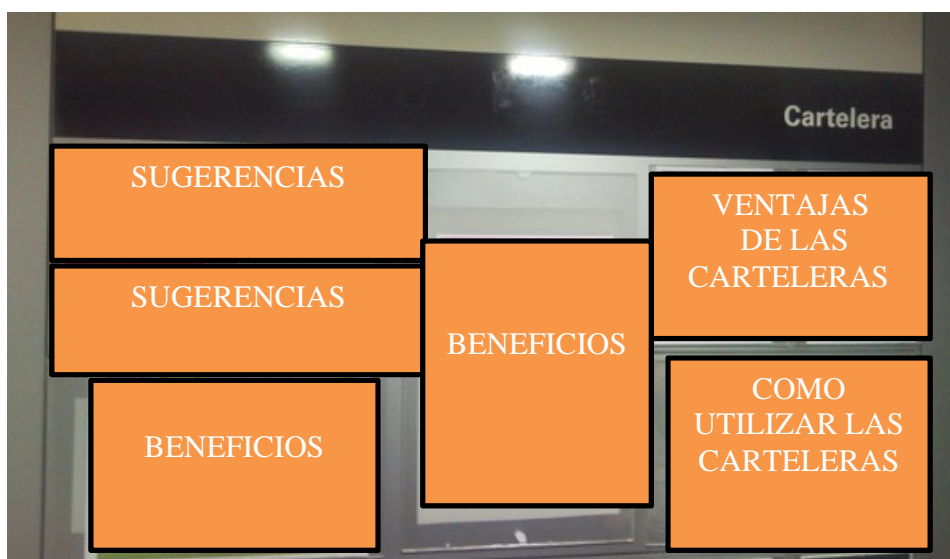 Cartelera
SUGERENCIAS
SUGERENCIAS
BENEFICIOS
BENEFICIOS
VENTAJAS
DE LAS
CARTELERAS
COMO
UTILIZAR LAS
CARTELERAS